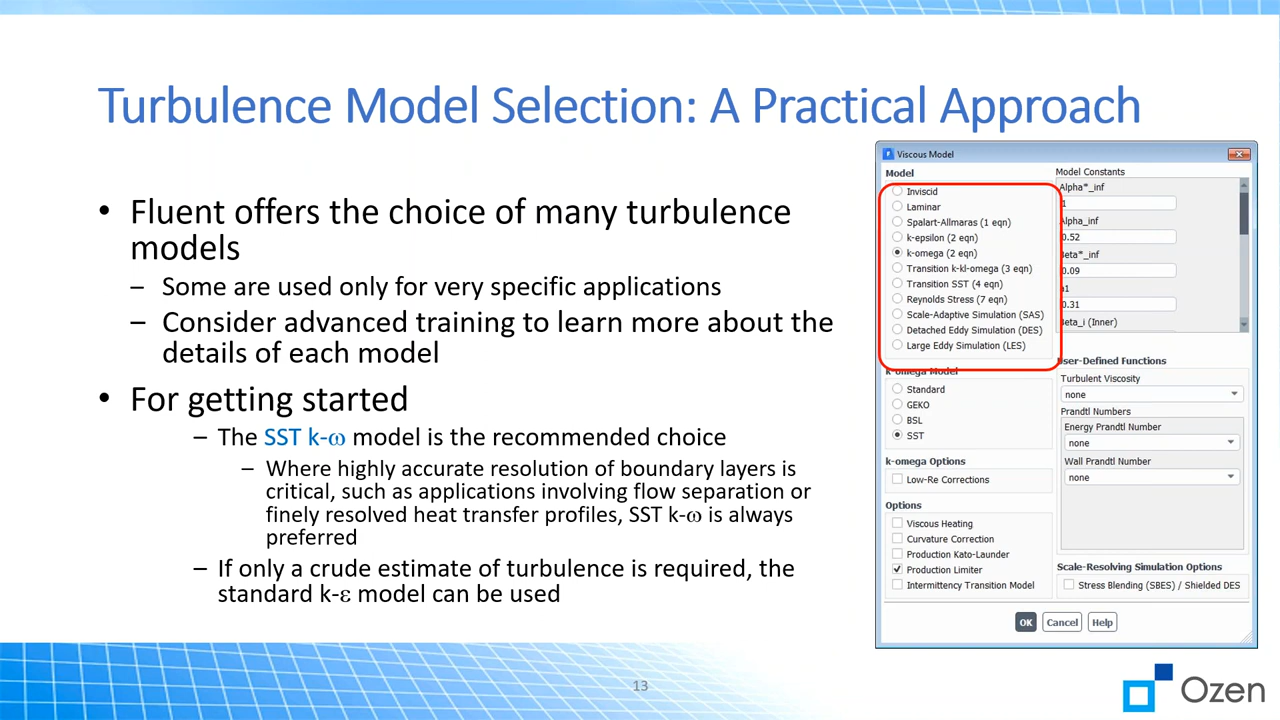 Turbulence Model Selection: A Practical Approach
• Fluent offers the choice of many turbulence
models
– Some are used only for very specific applications
– Consider advanced training to learn more about the
details of each model
• For getting started
– The SST k-ω model is the recommended choice
– Where highly accurate resolution of boundary layers is
critical, such as applications involving flow separation or
finely resolved heat transfer profiles, SST k-ω is always
preferred
– If only a crude estimate of turbulence is required, the
standard k-ε model can be used
Viscous Model
Model
Inviscid
Laminar
Spalart-Allmaras (1 eqn)
k-epsilon (2 eqn)
k-omega (2 eqn)
Transition k-kl-omega (3 eqn)
Transition SST (4 eqn)
Reynolds Stress (7 eqn)
Scale-Adaptive Simulation (SAS)
Detached Eddy Simulation (DES)
Large Eddy Simulation (LES)
k-omega Model
Standard
GEKO
BSL
SST
k-omega Options
Low-Re Corrections
Options
Viscous Heating
Curvature Correction
Production Kato-Launder
Production Limiter
Intermittency Transition Model
Model Constants
Alpha*_inf
1
Alpha_inf
0.52
Beta*_inf
0.09
a1
0.31
Beta_i (Inner)
User-Defined Functions
Turbulent Viscosity
none
Prandtl Numbers
Energy Prandtl Number
none
Wall Prandtl Number
none
Scale-Resolving Simulation Options
Stress Blending (SBES) / Shielded DES
OK
Cancel
Help
13
Ozen